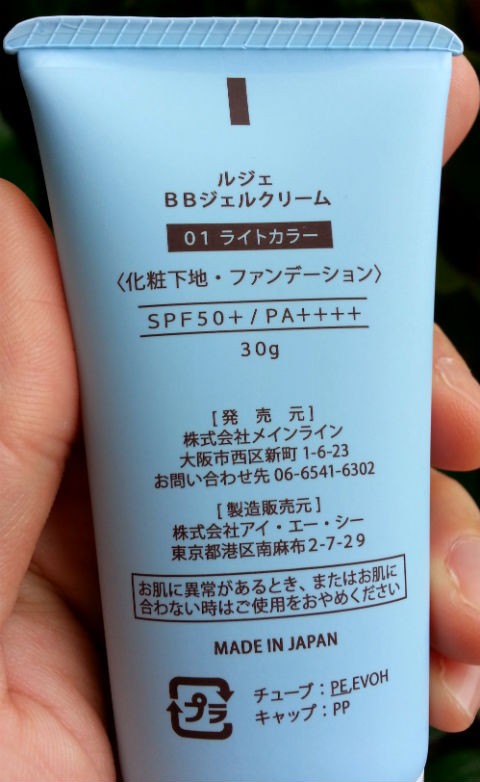 ルジェ
BBジェルクリーム
01 ライトカラー
〈化粧下地・ファンデーション〉
SPF50+/PA++++
30g
[発売元]
株式会社メインライン
大阪市西区新町 1-6-23
お問い合わせ先 06-6541-6302
[製造販売元]
株式会社アイ・エー・シー
東京都港区南麻布2-7-29
お肌に異常があるとき、またはお肌に
合わない時はご使用をおやめください
MADE IN JAPAN
プラ
チューブ：PE,EVOH
キャップ：PP